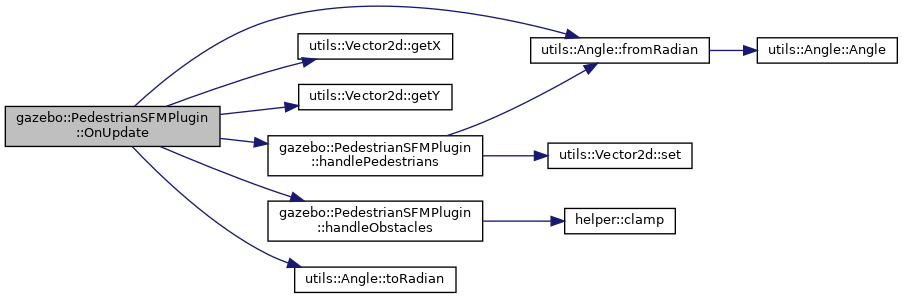 gazebo::PedestrianSFMPlugin
::OnUpdate
utils::Vector2d::getX
utils::Vector2d::getY
gazebo::PedestrianSFMPlugin
::handlePedestrians
gazebo::PedestrianSFMPlugin
::handleObstacles
utils::Angle::toRadian
utils::Angle::fromRadian
utils::Vector2d::set
helper::clamp
utils::Angle::Angle